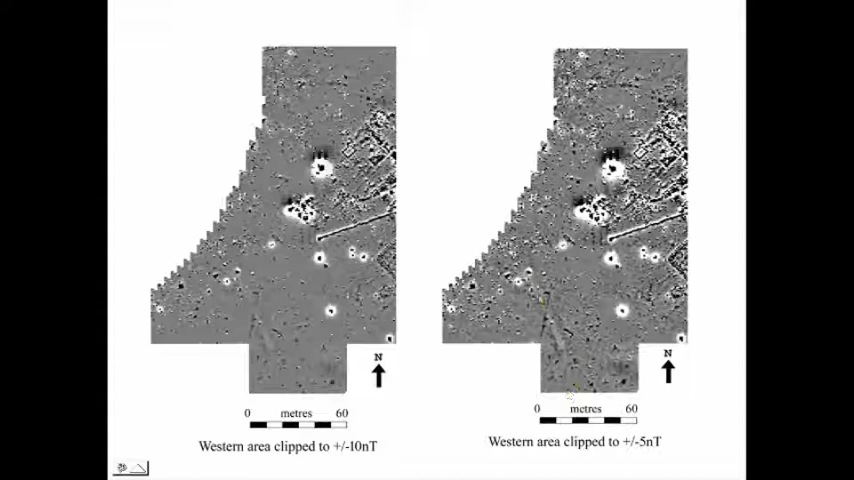 N
0 metres 60
Western area clipped to +/-10nT
N
0 metres 60
Western area clipped to +/-5nT